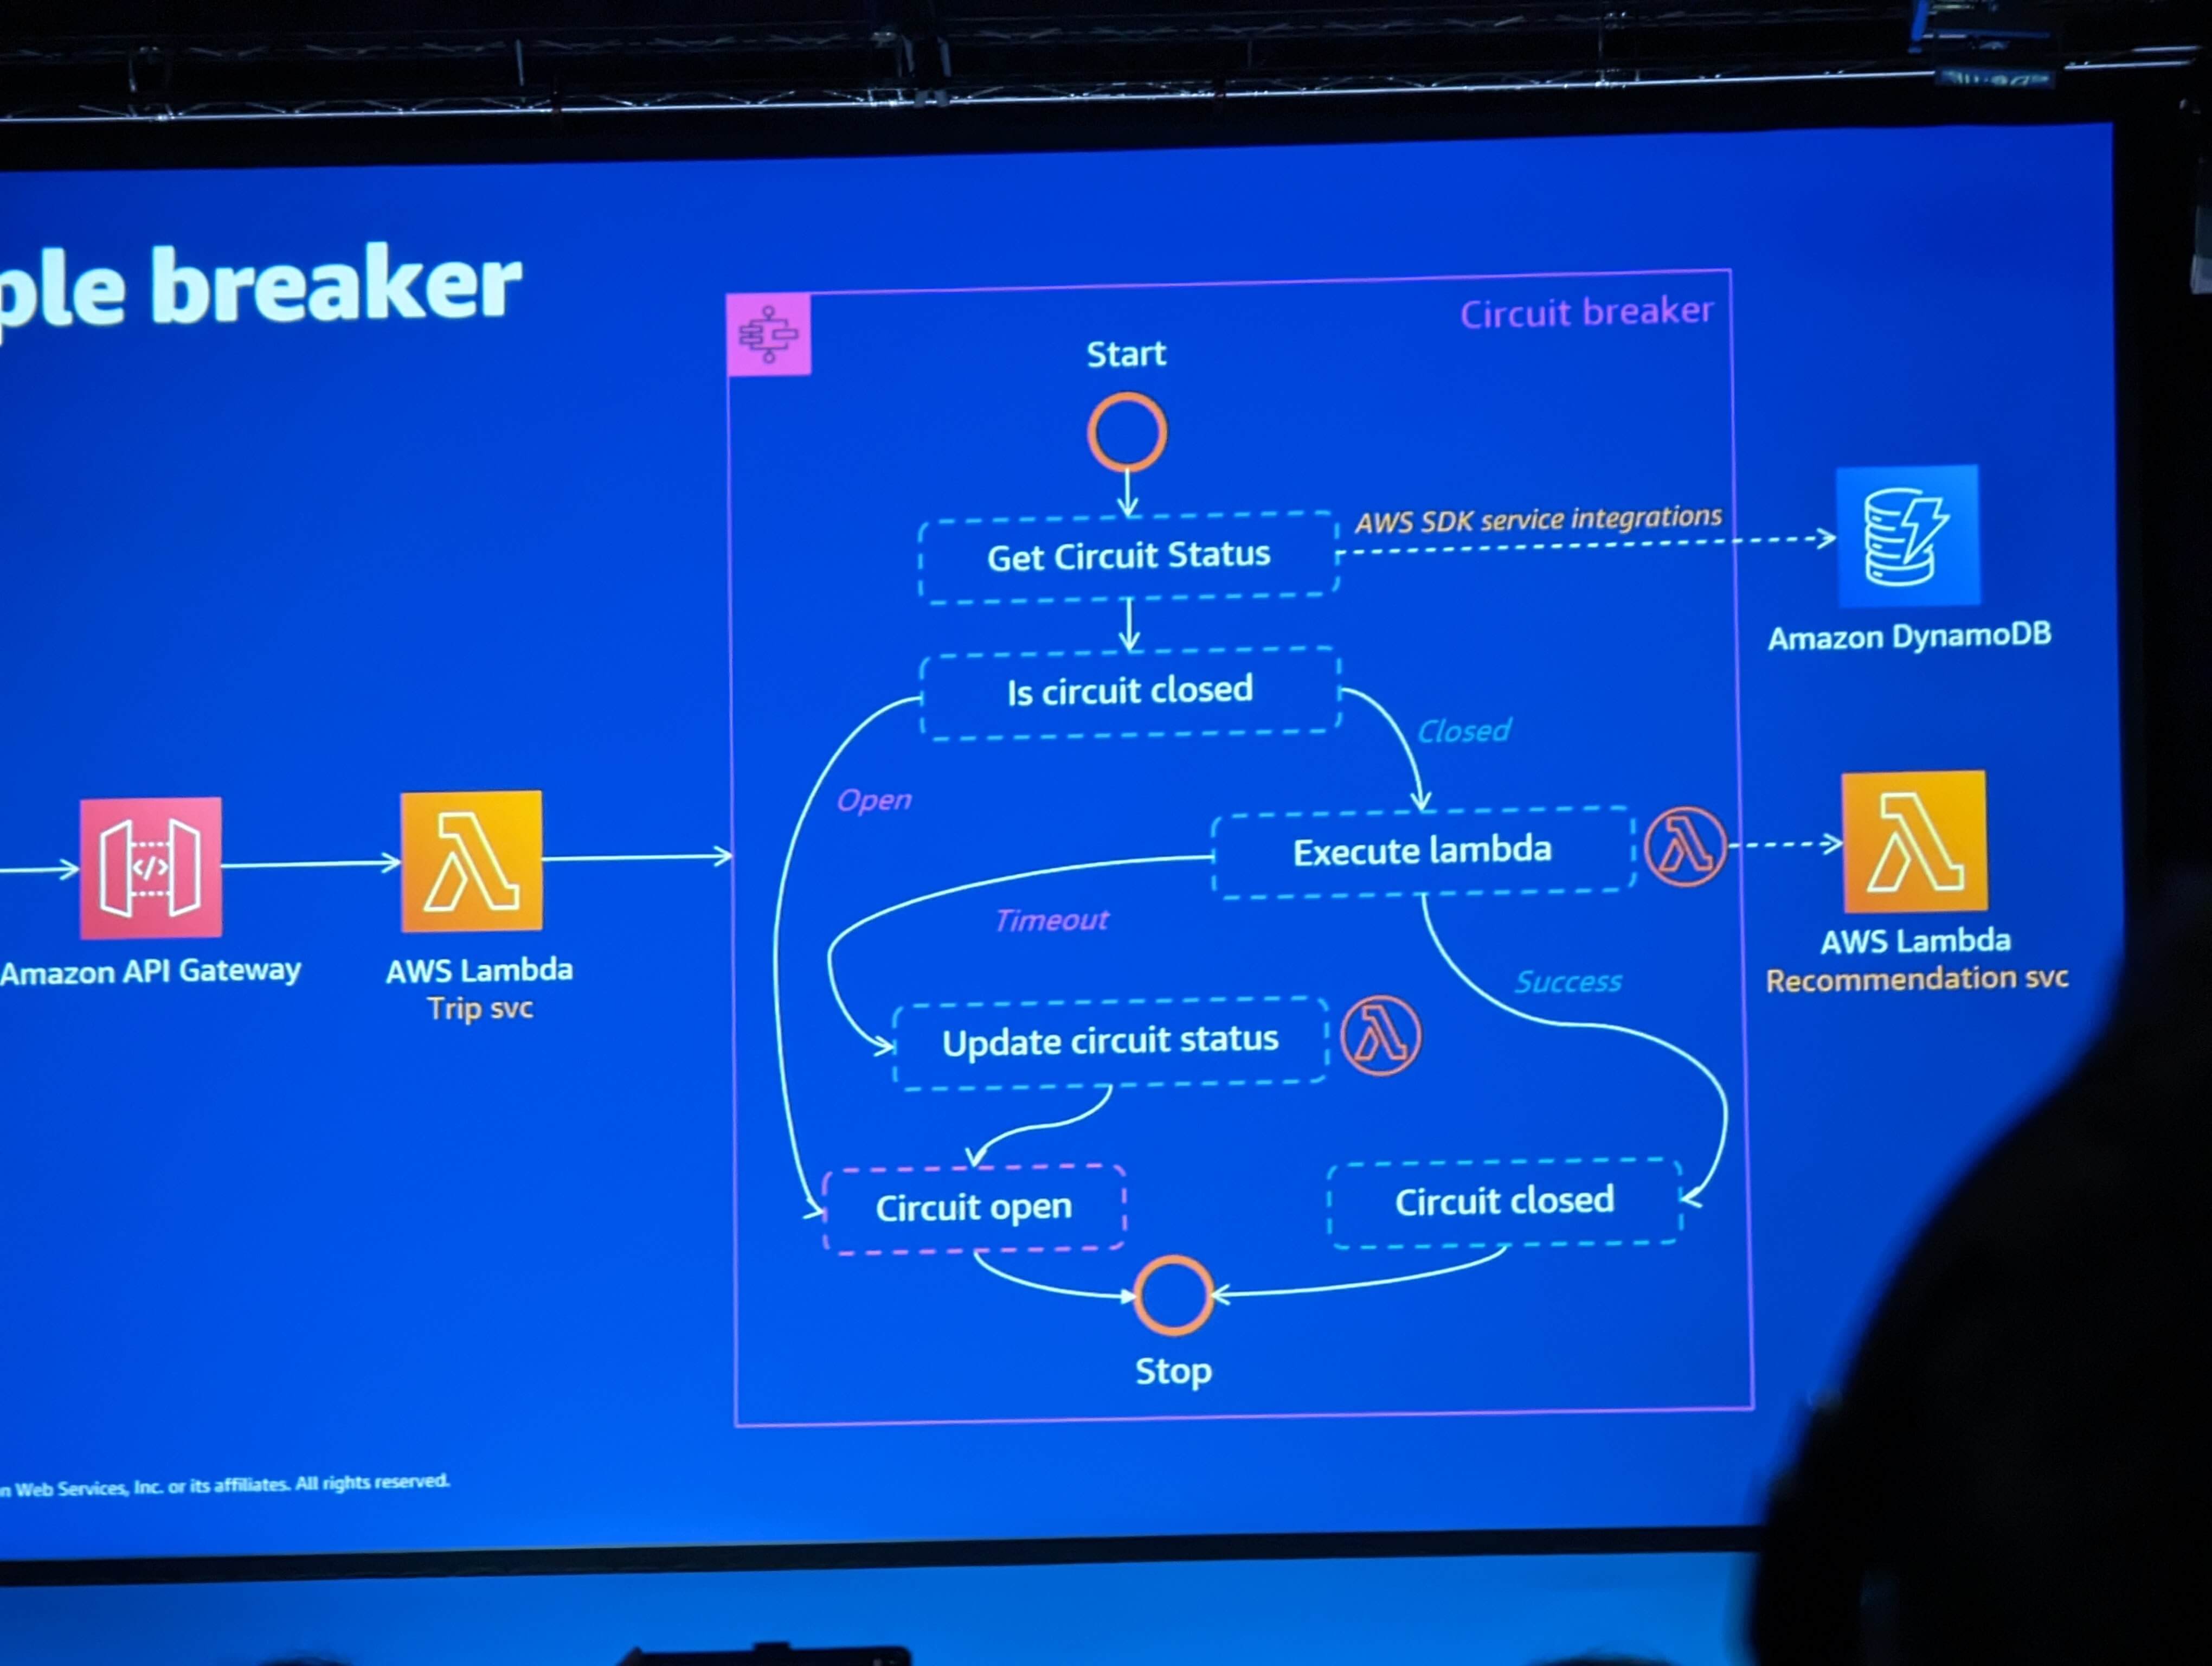 ple breaker
Circuit breaker
Start
Get Circuit Status
AWS SDK service integrations
Amazon DynamoDB
Is circuit closed
Closed
Open
Execute lambda
Timeout
Success
Amazon API Gateway
AWS Lambda
Trip svc
AWS Lambda
Recommendation svc
Update circuit status
Circuit open
Circuit closed
Stop
n Web Services, Inc. or its affiliates. All rights reserved.